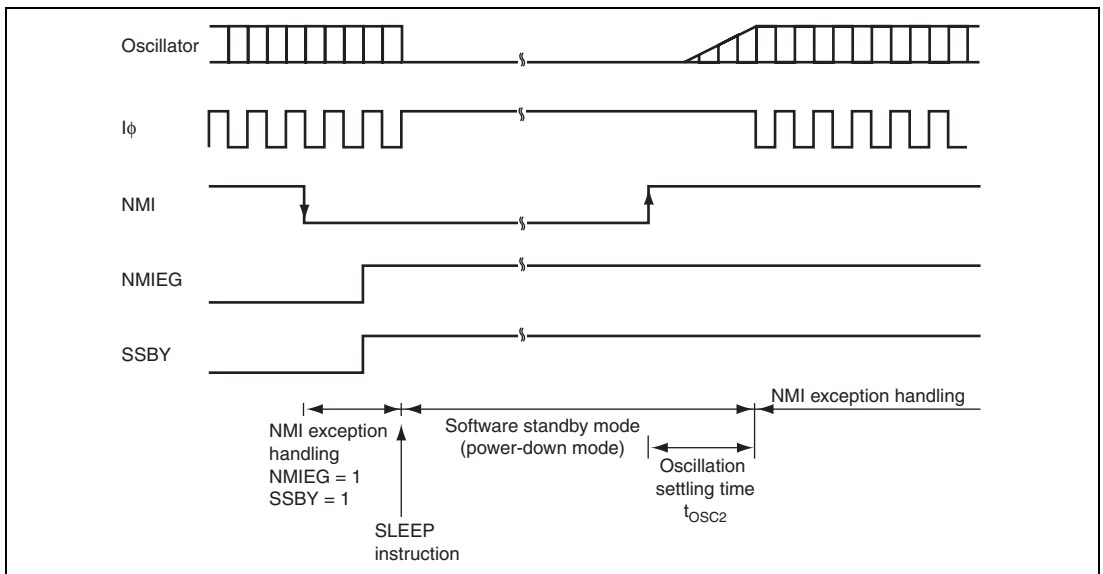 Oscillator
Iϕ
NMI
NMIEG
SSBY
NMI exception
handling
NMIEG = 1
SSBY = 1
SLEEP
instruction
Software standby mode
(power-down mode)
Oscillation
settling time
tOSC2
NMI exception handling